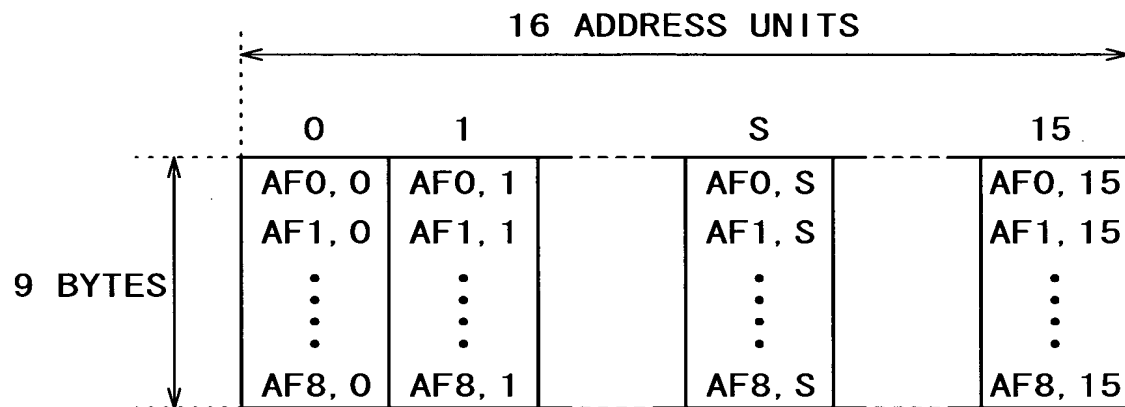 16 ADDRESS UNITS
0 1 S 15
AF0, 0 AF0, 1 AF0, S AF0, 15
AF1, 0 AF1, 1 AF1, S AF1, 15
9 BYTES
AF8, 0 AF8, 1 AF8, S AF8, 15